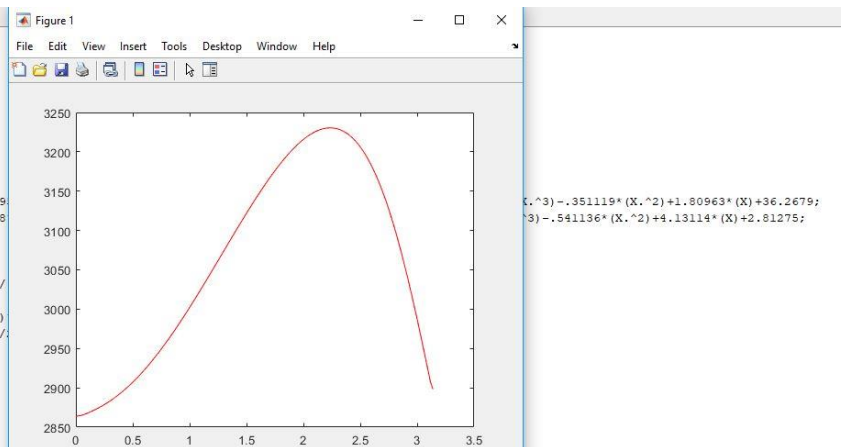 Figure 1
File Edit View Insert Tools Desktop Window Help
3250
3200
3150
3100
3050
3000
2950
2900
2850
0 0.5 1 1.5 2 2.5 3 3.5
.^3)-.351119*(X.^2)+1.80963*(X)+36.2679;
^3)-.541136*(X.^2)+4.13114*(X)+2.81275;